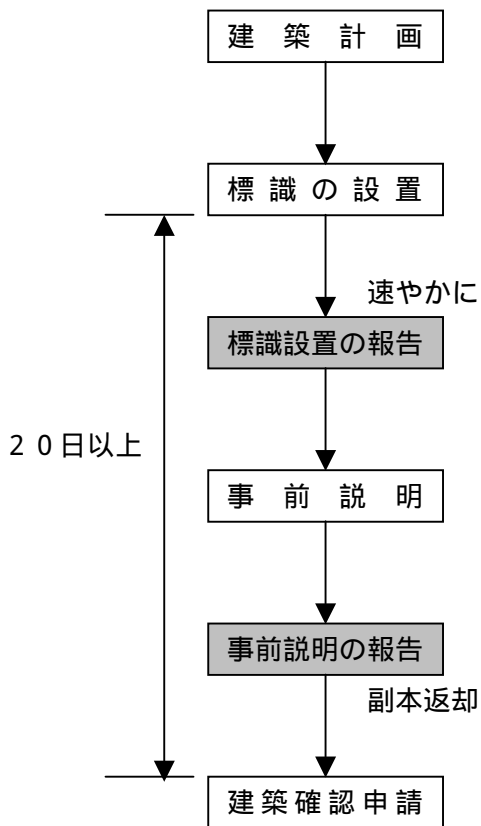 建築計画
標識の設置
速やかに
標識設置の報告
２０日以上
事前説明
事前説明の報告
副本返却
建築確認申請